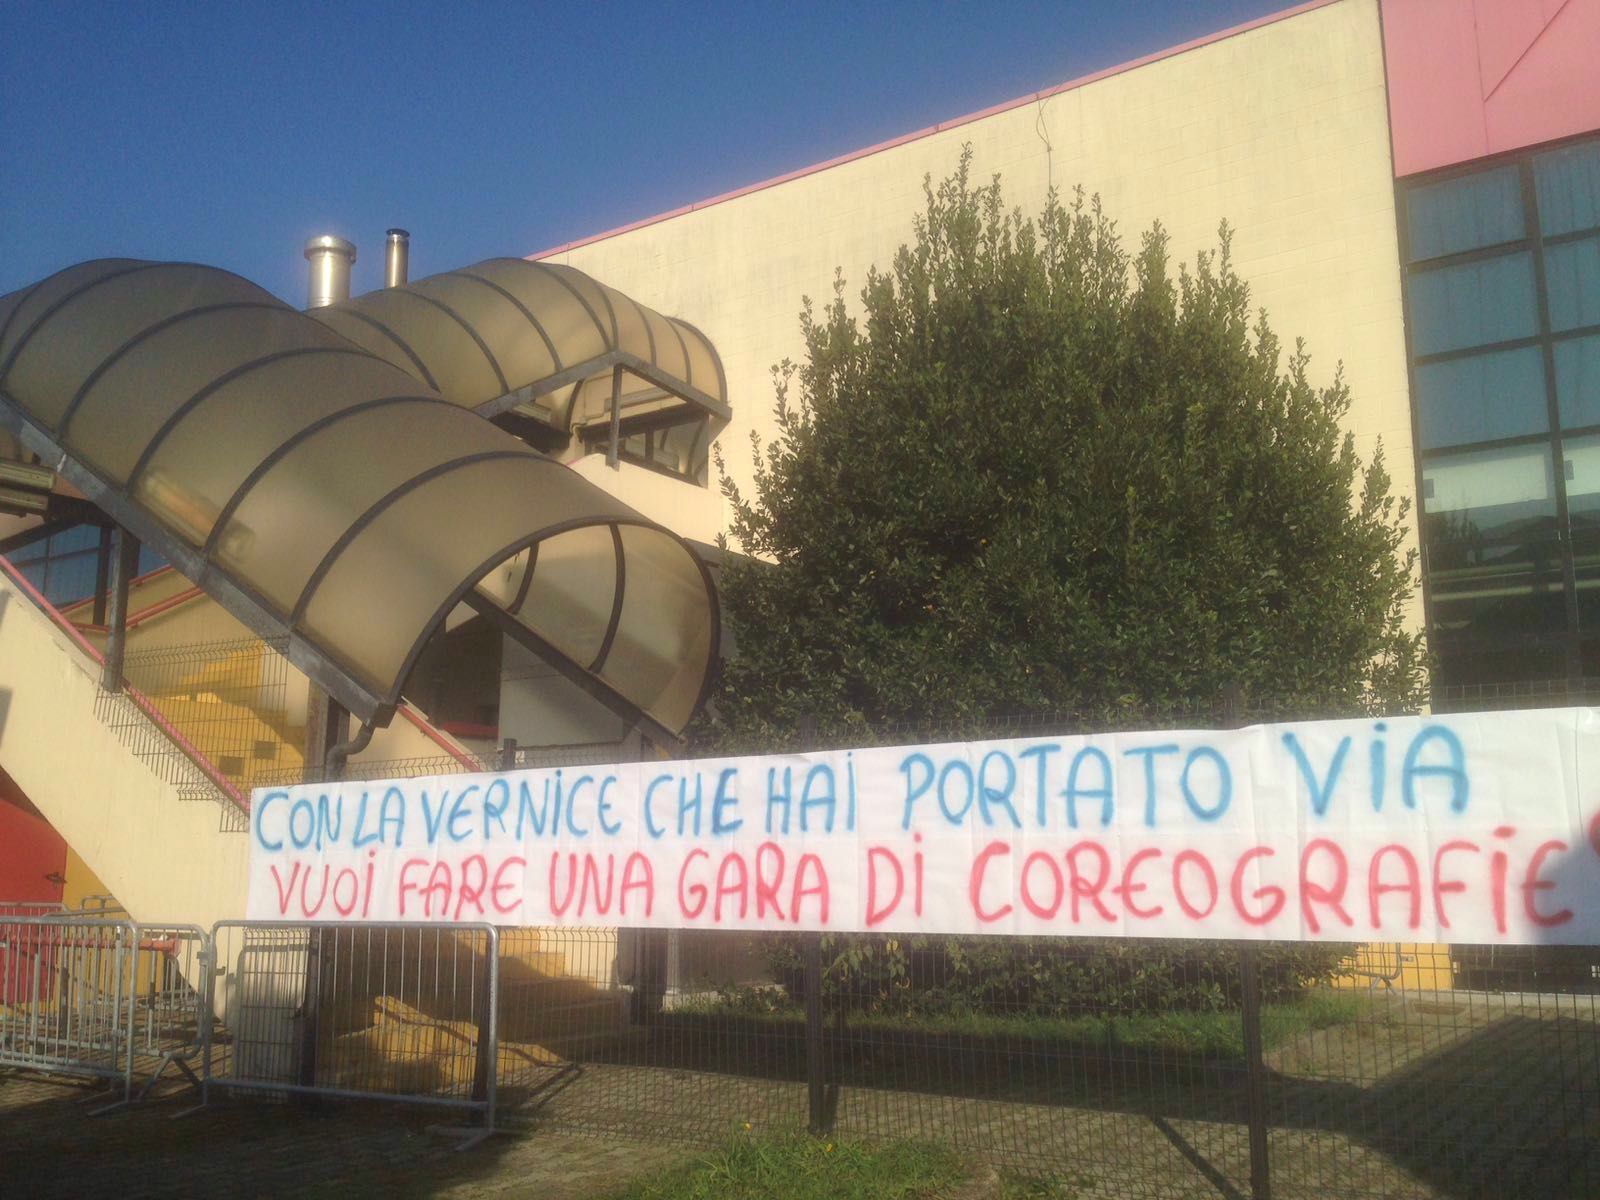 CON LA VERNICE CHE HAI PORTATO VIA
VUOI FARE UNA GARA DI COREOGRAFIE